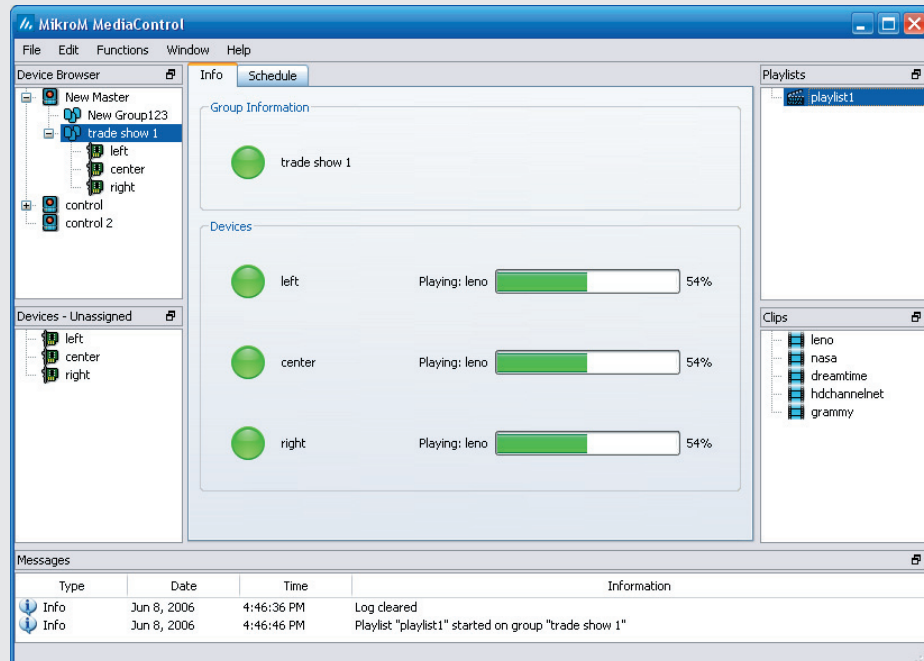 MikroM MediaControl
File Edit Functions Window Help
Device Browser
New Master
New Group123
trade show 1
left
center
right
control
control 2
Devices - Unassigned
left
center
right
Info Schedule
Group Information
trade show 1
Devices
left Playing: leno 54%
center Playing: leno 54%
right Playing: leno 54%
Playlists
playlist1
Clips
leno
nasa
dreamtime
hdchannelnet
grammy
Messages
Type Date Time Information
Info Jun 8, 2006 4:46:36 PM Log cleared
Info Jun 8, 2006 4:46:46 PM Playlist "playlist1" started on group "trade show 1"